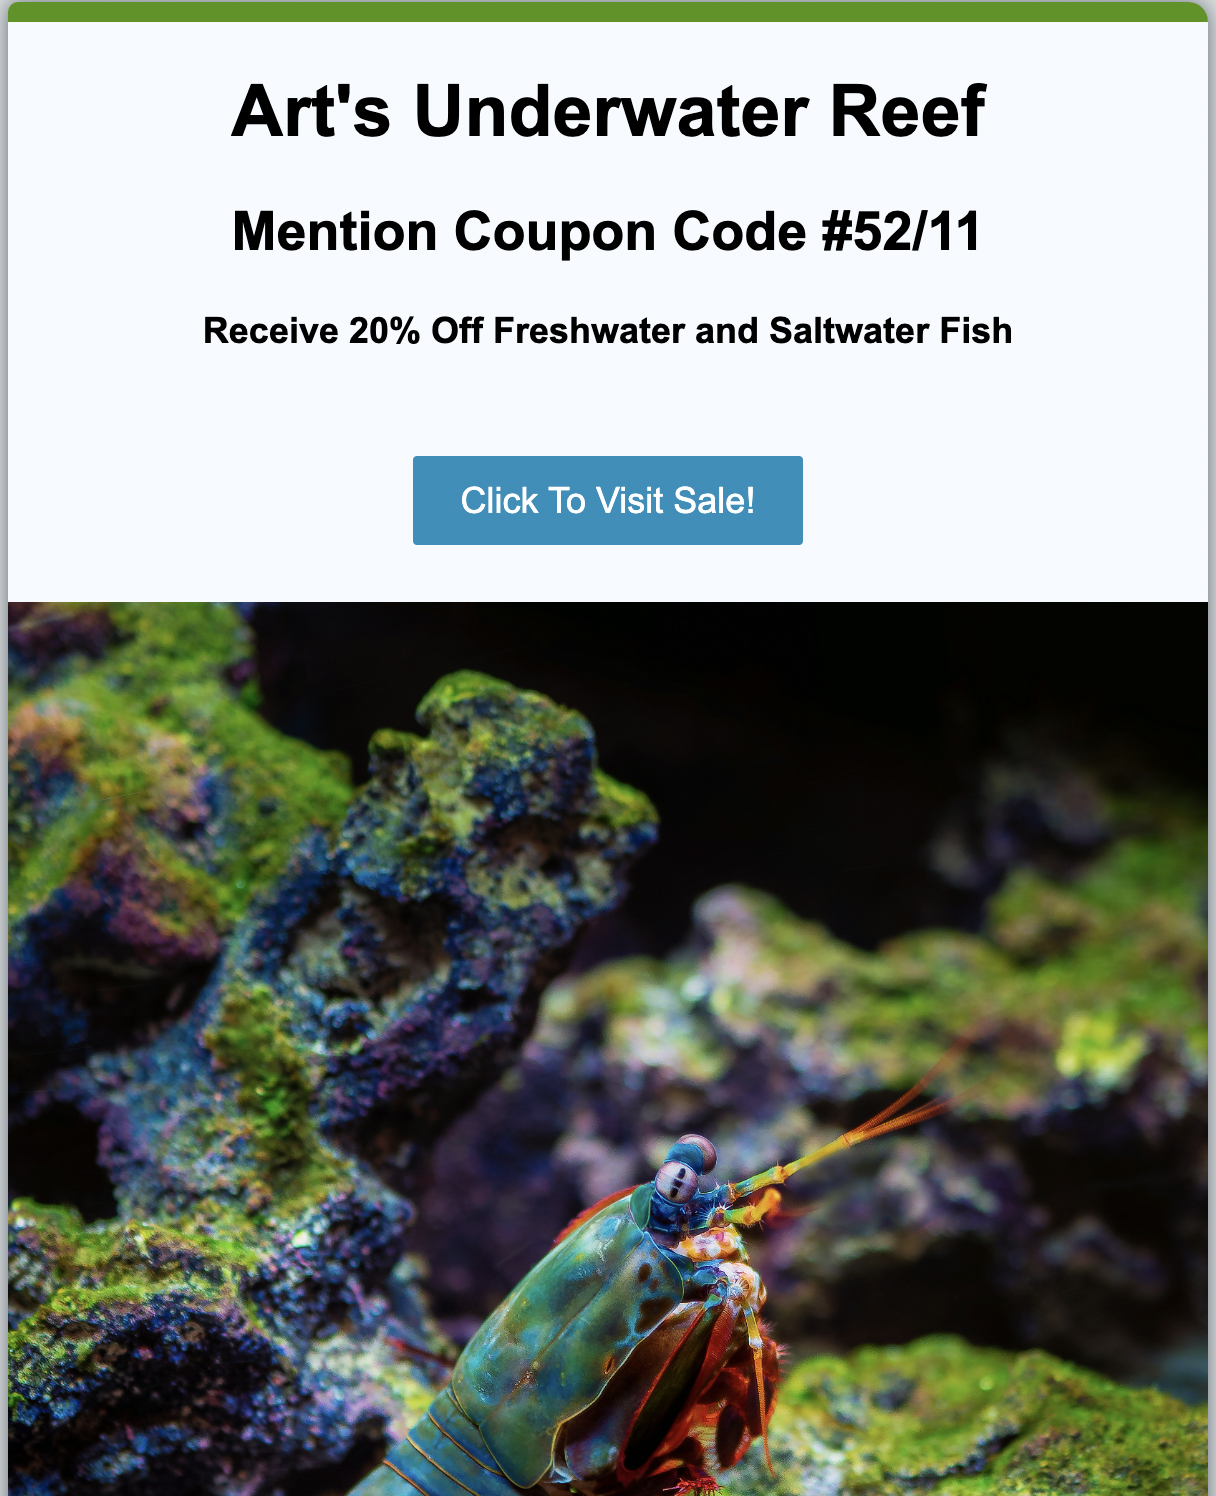 Art's Underwater Reef
Mention Coupon Code #52/11
Receive 20% Off Freshwater and Saltwater Fish
Click To Visit Sale!